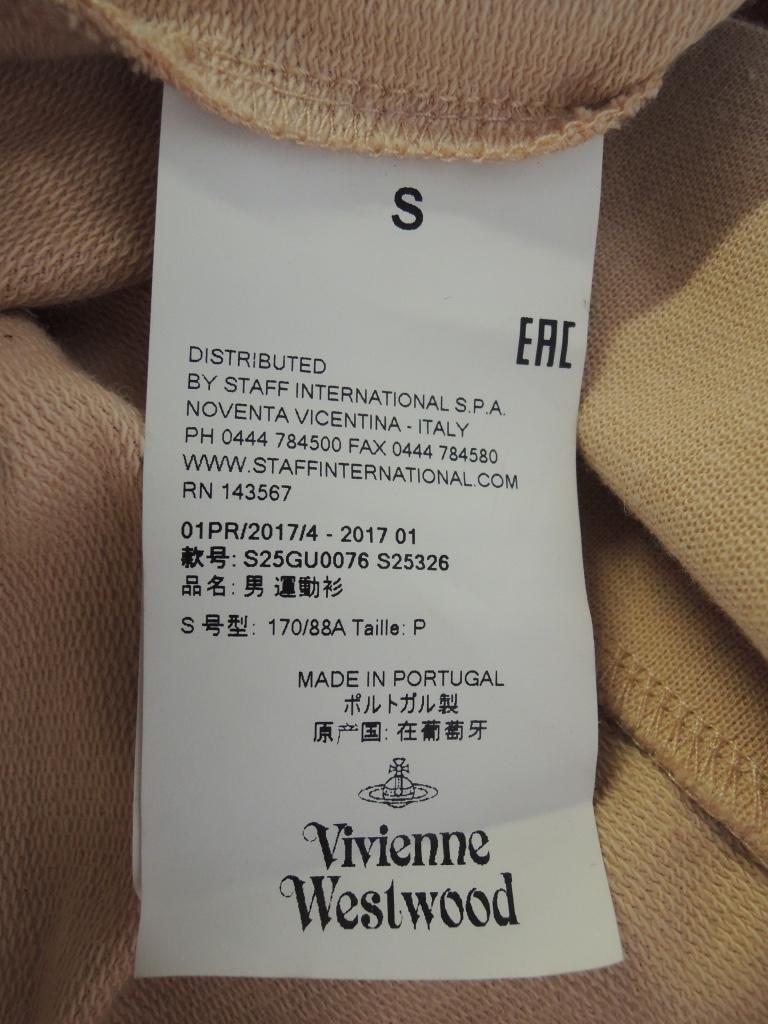 S
EAC
DISTRIBUTED
BY STAFF INTERNATIONAL S.P.A.
NOVENTA VICENTINA - ITALY
PH 0444 784500 FAX 0444 784580
WWW.STAFFINTERNATIONAL.COM
RN 143567
01PR/2017/4 - 2017 01
款号: S25GU0076 S25326
品名: 男 運動衫
S 号型: 170/88A Taille: P
MADE IN PORTUGAL
ポルトガル製
原产国: 在葡萄牙
Vivienne
Westwood